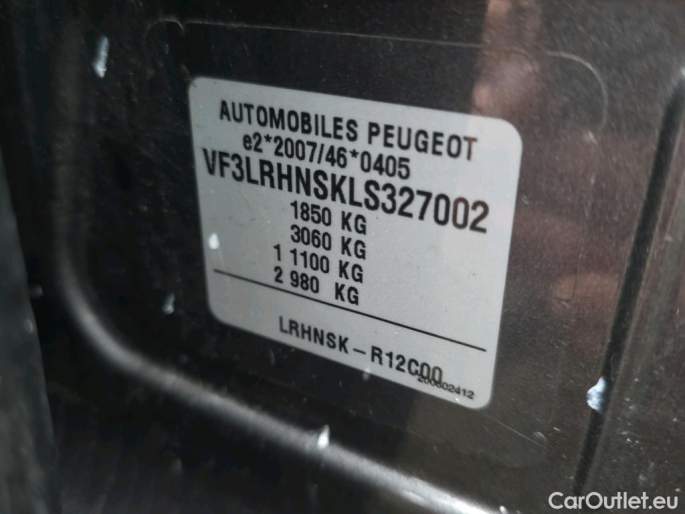 AUTOMOBILES PEUGEOT
e2*2007/46*0405
VF3LRHNSKLS327002
1850 KG
3060 KG
1 1100 KG
2 980 KG
LRHNSK-R12C00
200602412
CarOutlet.eu